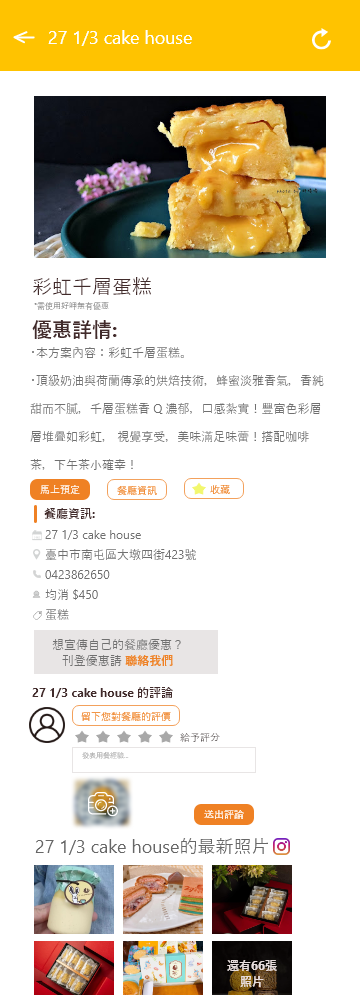 27 1/3 cake house
彩虹千層蛋糕
*需使用好呷無有優惠
優惠詳情:
·本方案內容：彩虹千層蛋糕。
·頂級奶油與荷蘭傳承的烘焙技術，蜂蜜淡雅香氣，香純
甜而不膩，千層蛋糕香 Q 濃郁，口感紮實！豐富色彩層
層堆疊如彩虹， 視覺享受，美味滿足味蕾！搭配咖啡
茶，下午茶小確幸！
馬上預定
餐廳資訊
收藏
餐廳資訊:
27 1/3 cake house
臺中市南屯區大墩四街423號
0423862650
均消 $450
蛋糕
想宣傳自己的餐廳優惠？
刊登優惠請 聯絡我們
27 1/3 cake house 的評論
留下您對餐廳的評價
給予評分
發表用餐經驗...
送出評論
27 1/3 cake house的最新照片
還有66張
照片